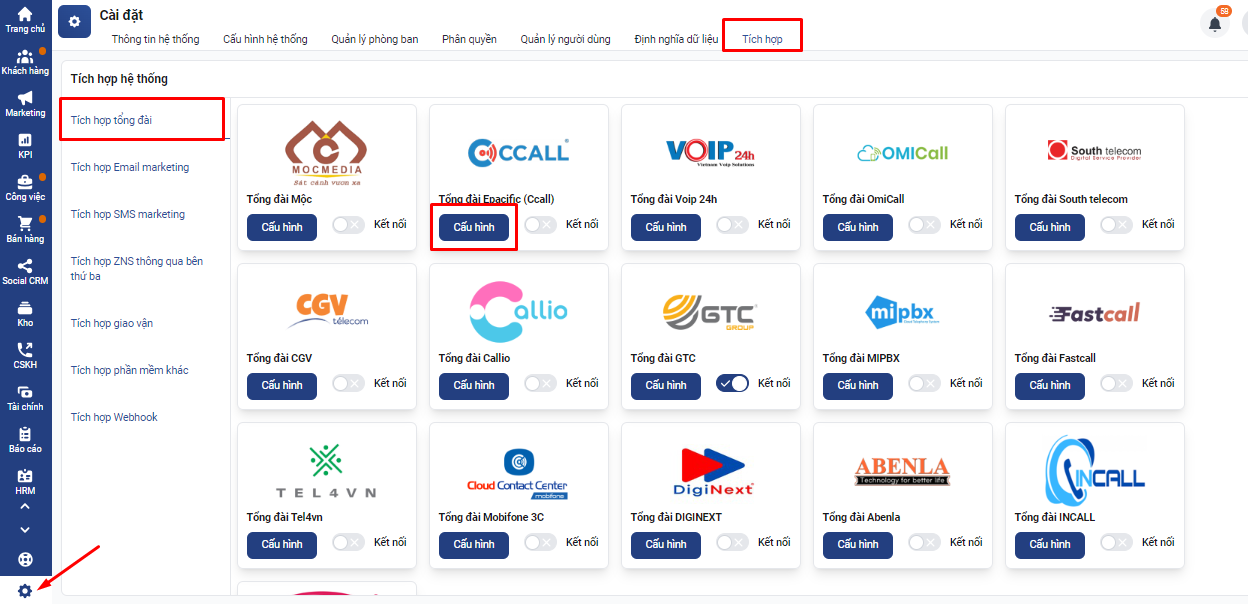 Cài đặt
58
Thông tin hệ thống
Cấu hình hệ thống
Quản lý phòng ban
Phân quyền
Quản lý người dùng
Định nghĩa dữ liệu
Tích hợp
Trang chủ
Khách hàng
Marketing
KPI
Công việc
Bán hàng
Social CRM
Kho
CSKH
Tài chính
Báo cáo
HRM
Tích hợp hệ thống
Tích hợp tổng đài
Tích hợp Email marketing
Tích hợp SMS marketing
Tích hợp ZNS thông qua bên
thứ ba
Tích hợp giao vận
Tích hợp phần mềm khác
Tích hợp Webhook
MOCMEDIA
Sát cánh vươn xa
Tổng đài Mộc
Cấu hình
Kết nối
CCALL
Tổng đài Epacific (Ccall)
Cấu hình
Kết nối
VOIP 24h
Vietnam Voip Solutions
Tổng đài Voip 24h
Cấu hình
Kết nối
OMICall
Tổng đài OmiCall
Cấu hình
Kết nối
South telecom
Digital Service Provider
Tổng đài South telecom
Cấu hình
Kết nối
CGV
télecom
Tổng đài CGV
Cấu hình
Kết nối
Callio
Tổng đài Callio
Cấu hình
Kết nối
GTC
GROUP
Tổng đài GTC
Cấu hình
Kết nối
mipbx
Tổng đài MIPBX
Cấu hình
Kết nối
Fastcall
Tổng đài Fastcall
Cấu hình
Kết nối
TEL4VN
Tổng đài Tel4vn
Cấu hình
Kết nối
Cloud Contact Center
mobifone
Tổng đài Mobifone 3C
Cấu hình
Kết nối
DigiNext
Tổng đài DIGINEXT
Cấu hình
Kết nối
ABENLA
Technology for better life
Tổng đài Abenla
Cấu hình
Kết nối
INCALL
Tổng đài INCALL
Cấu hình
Kết nối